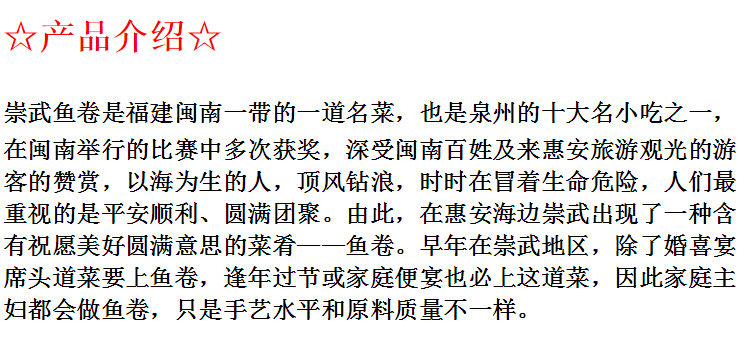 ☆产品介绍☆
崇武鱼卷是福建闽南一带的一道名菜，也是泉州的十大名小吃之一，
在闽南举行的比赛中多次获奖，深受闽南百姓及来惠安旅游观光的游
客的赞赏，以海为生的人，顶风钻浪，时时在冒着生命危险，人们最
重视的是平安顺利、圆满团聚。由此，在惠安海边崇武出现了一种含
有祝愿美好圆满意思的菜肴——鱼卷。早年在崇武地区，除了婚喜宴
席头道菜要上鱼卷，逢年过节或家庭便宴也必上这道菜，因此家庭主
妇都会做鱼卷，只是手艺水平和原料质量不一样。